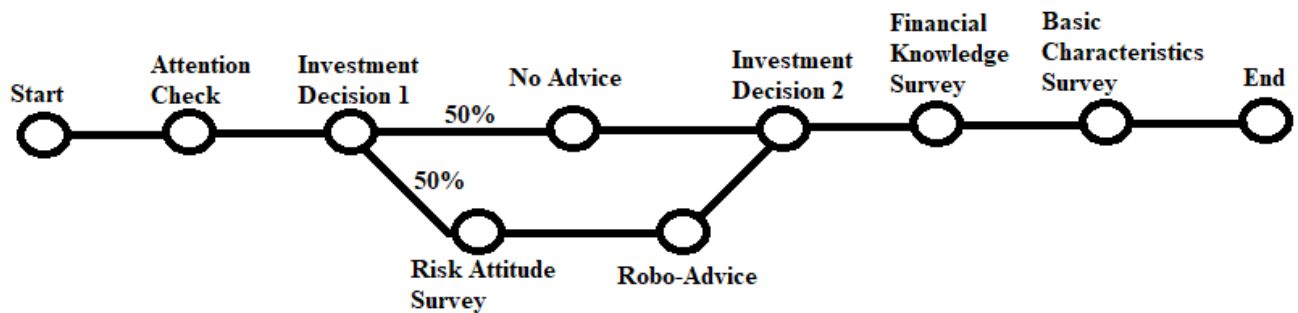 Start
Attention
Check
Investment
Decision 1
50%
No Advice
50%
Risk Attitude
Survey
Robo-Advice
Investment
Decision 2
Financial
Knowledge
Survey
Basic
Characteristics
Survey
End